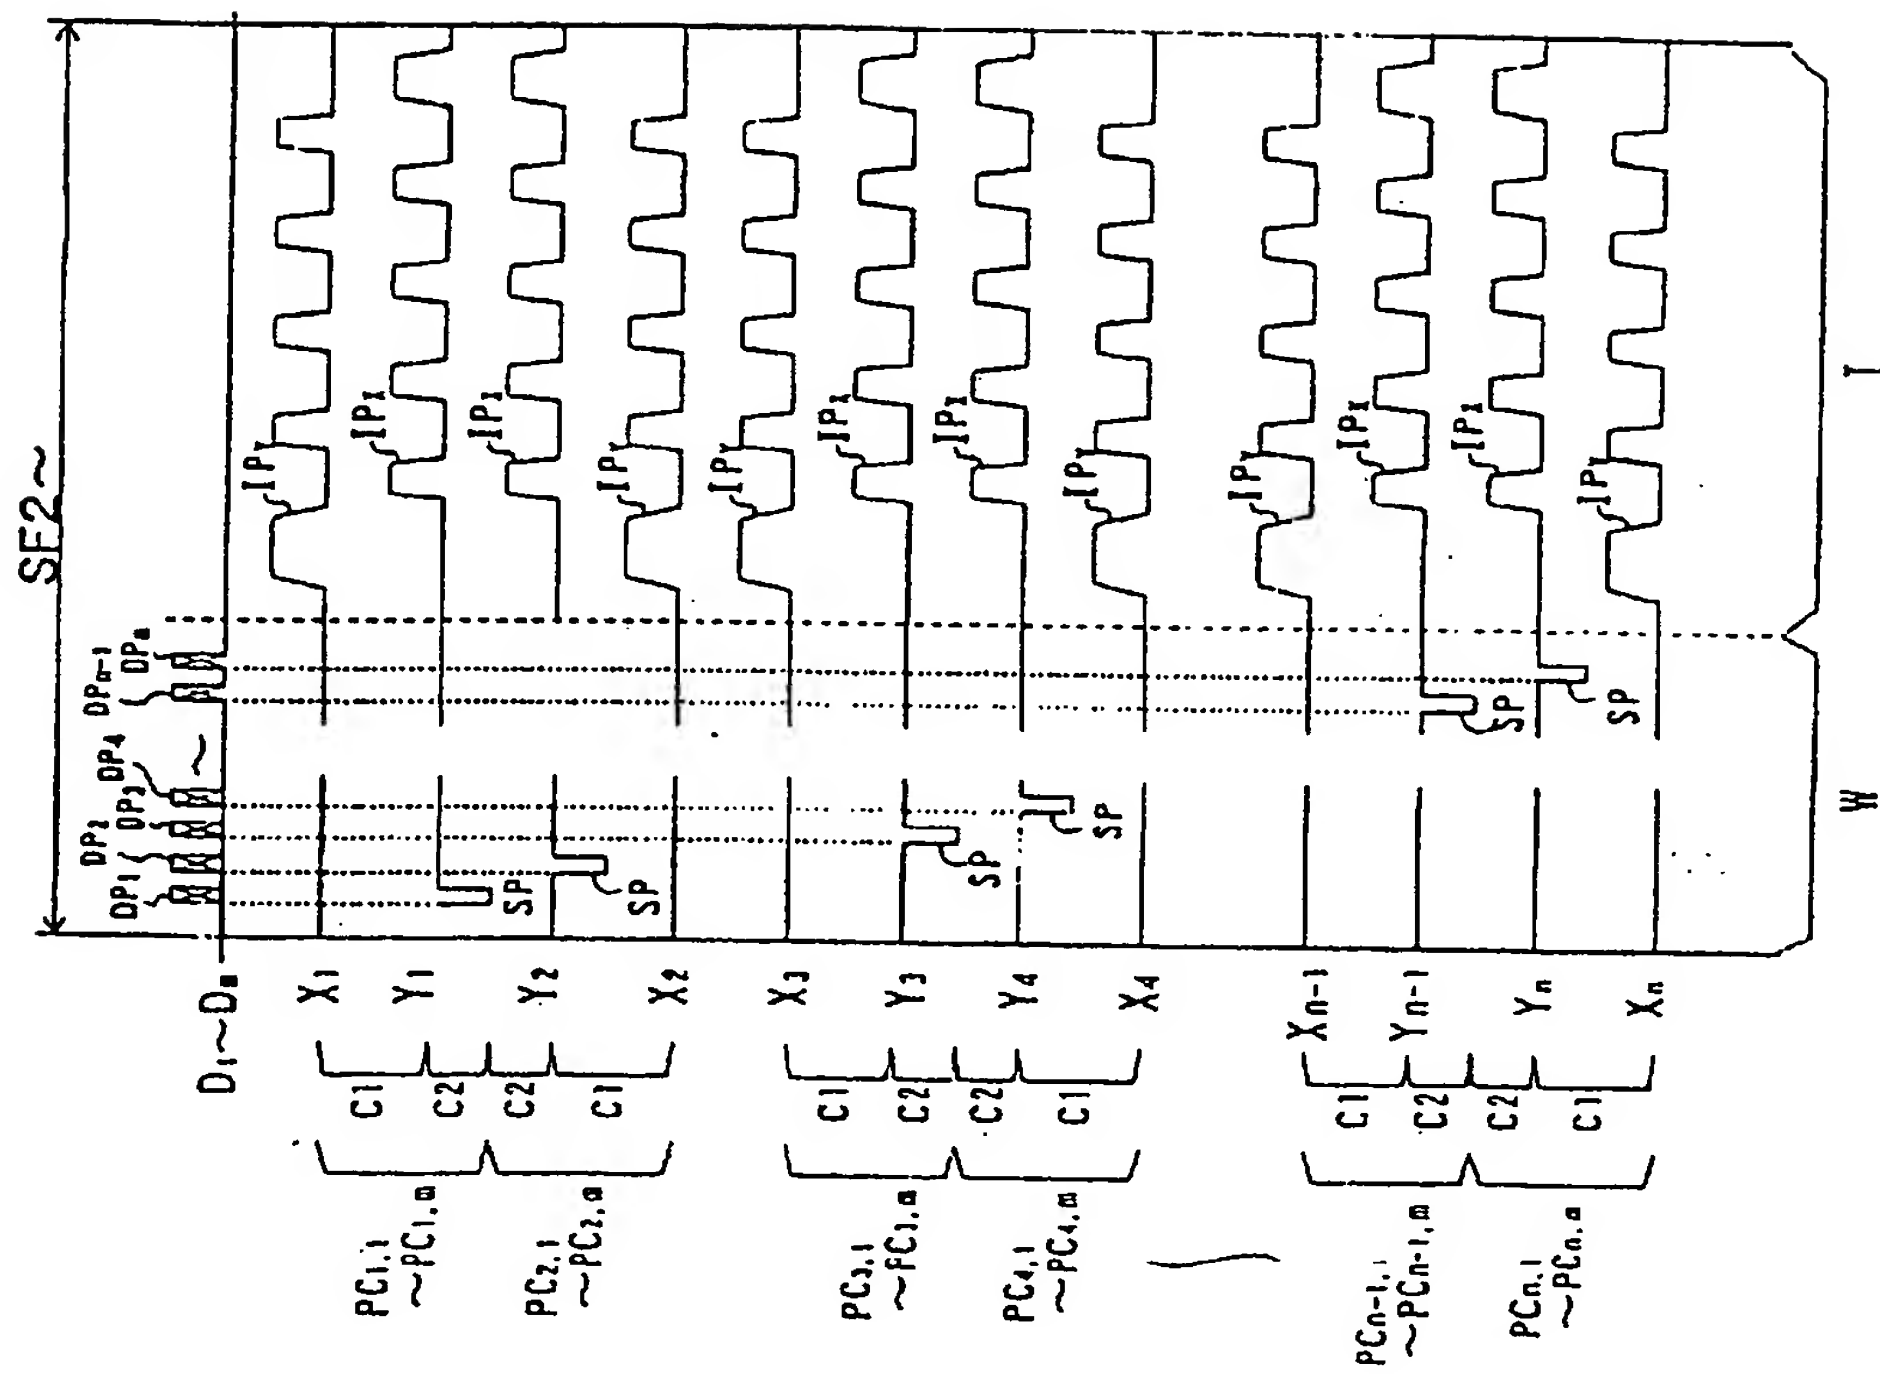 SF2~
DP1
DP2
DP3
DP4
~
DPn-1
DPn
D1~Dm
X1
Y1
Y2
X2
X3
Y3
Y4
X4
Xn-1
Yn-1
Yn
Xn
IPY
IPX
IPX
IPY
IPY
IPX
IPX
IPY
IPY
IPX
IPX
IPY
SP
SP
SP
SP
SP
SP
C1
C2
C2
C1
C1
C2
C2
C1
C1
C2
C2
C1
PC1,1
~PC1,m
PC2,1
~PC2,m
PC3,1
~PC3,m
PC4,1
~PC4,m
PCn-1,1
~PCn-1,m
PCn,1
~PCn,m
W
I